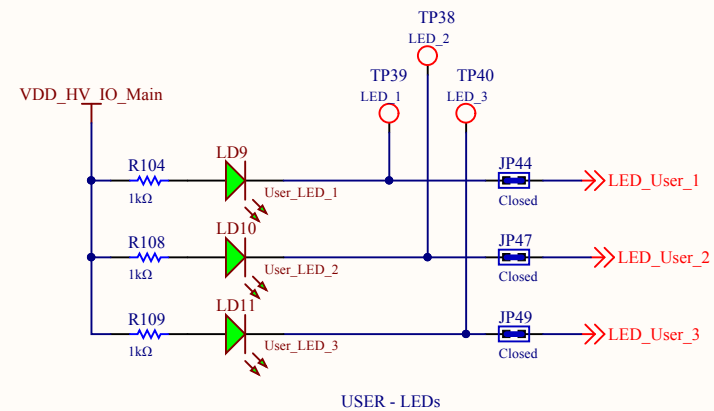 TP38
LED_2
TP39
TP40
LED_1
LED_3
VDD_HV_IO_Main
R104
1kΩ
LD9
User_LED_1
JP44
Closed
LED_User_1
R108
1kΩ
LD10
User_LED_2
JP47
Closed
LED_User_2
R109
1kΩ
LD11
User_LED_3
JP49
Closed
LED_User_3
USER - LEDs